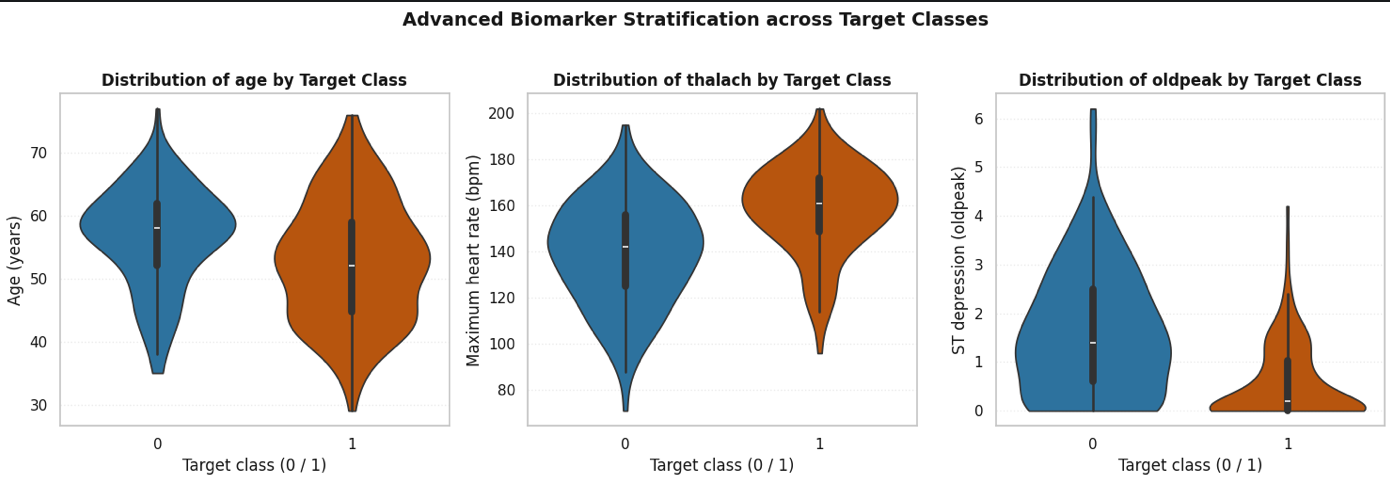 Advanced Biomarker Stratification across Target Classes
Distribution of age by Target Class
Age (years)
70
60
50
40
30
0 1
Target class (0 / 1)
Distribution of thalach by Target Class
Maximum heart rate (bpm)
200
180
160
140
120
100
80
0 1
Target class (0 / 1)
Distribution of oldpeak by Target Class
ST depression (oldpeak)
6
5
4
3
2
1
0
0 1
Target class (0 / 1)